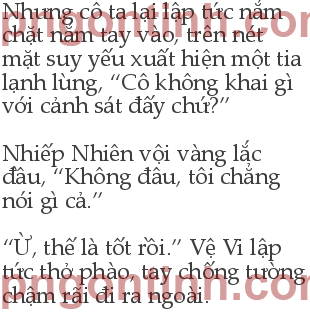 Nhưng cô ta lại lập tức nắm
chặt nắm tay vào, trên nét
mặt suy yếu xuất hiện một tia
lạnh lùng, “Cô không khai gì
với cảnh sát đấy chứ?”
Nhiếp Nhiên vội vàng lắc
đầu, “Không đâu, tôi chẳng
nói gì cả.”
“Ừ, thế là tốt rồi.” Vệ Vi lập
tức thở phào, tay chống tường
chậm rãi đi ra ngoài.